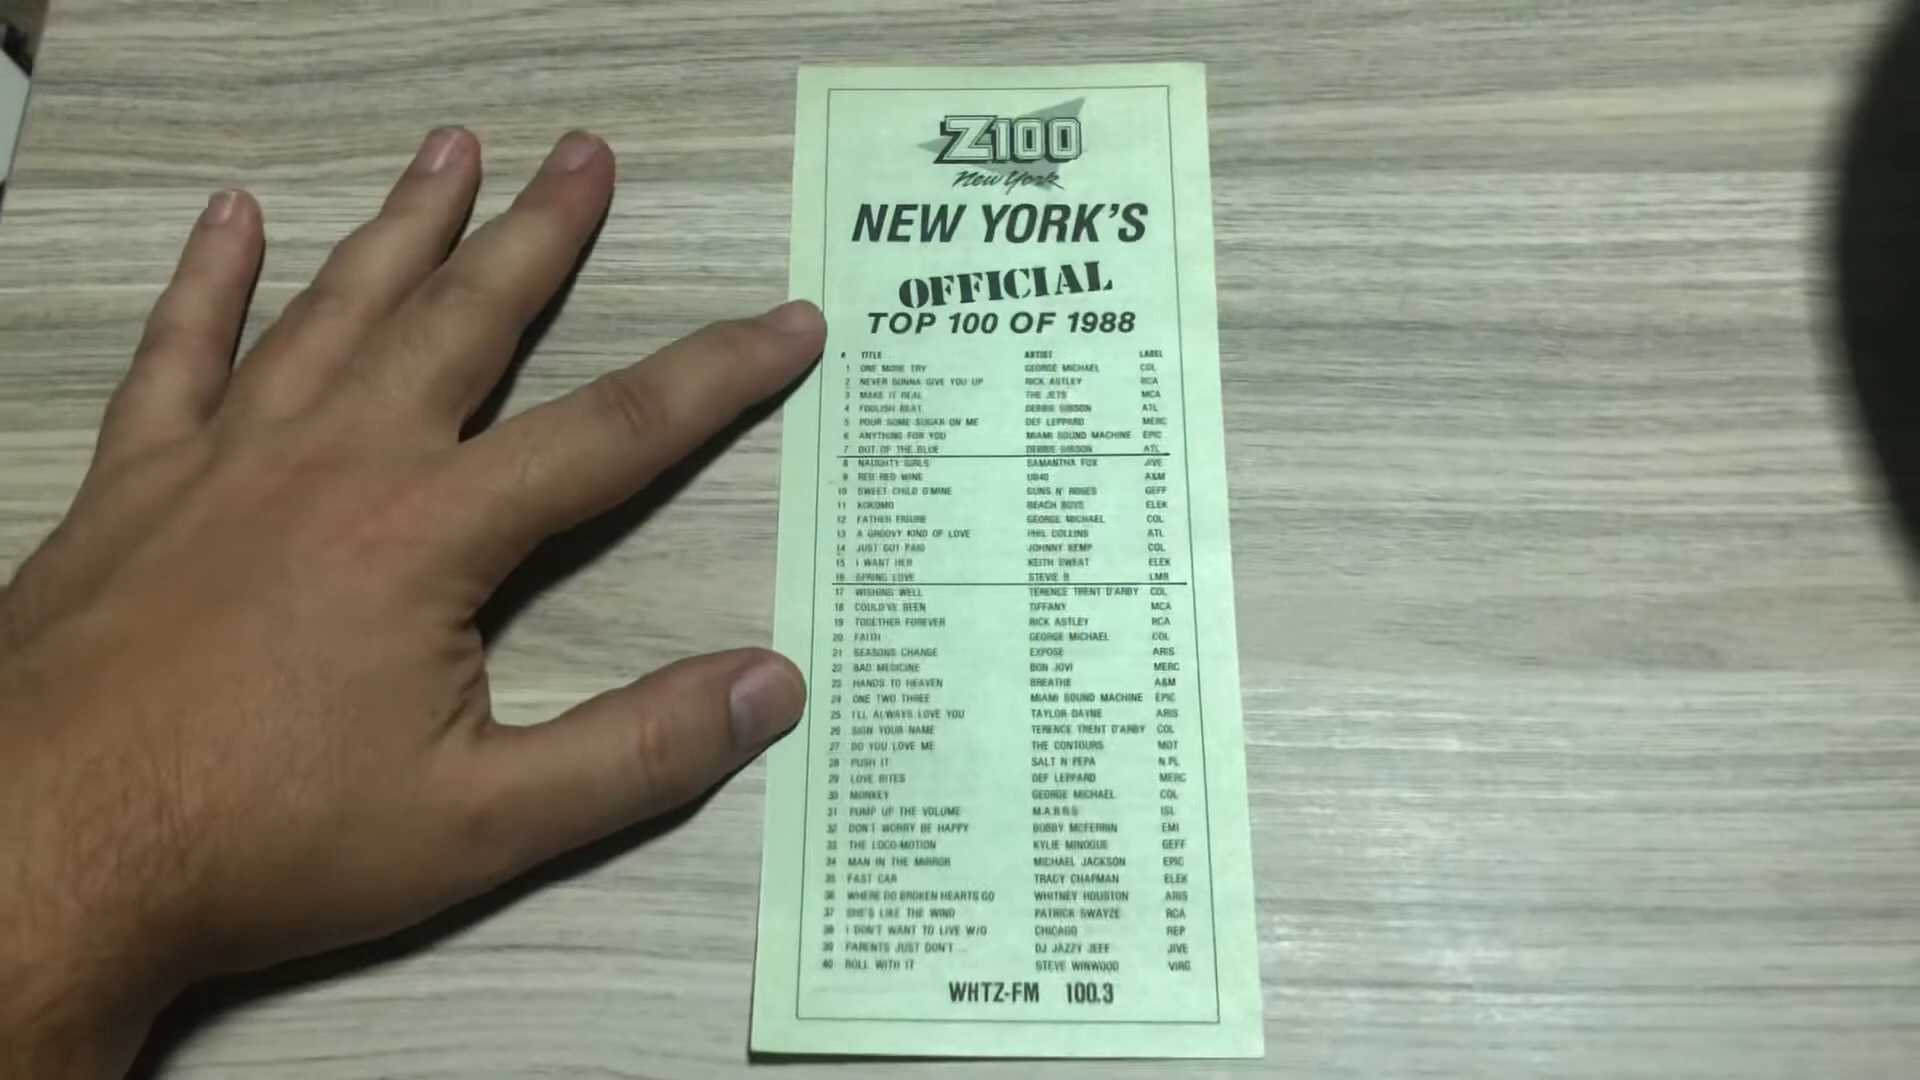 Z100
New York
NEW YORK'S
OFFICIAL
TOP 100 OF 1988
# TITLE ARTIST LABEL
1 ONE MORE TRY GEORGE MICHAEL COL
2 NEVER GONNA GIVE YOU UP RICK ASTLEY RCA
3 MAKE IT REAL THE JETS MCA
4 FOOLISH BEAT DEBBIE GIBSON ATL
5 POUR SOME SUGAR ON ME DEF LEPPARD MERC
6 ANYTHING FOR YOU MIAMI SOUND MACHINE EPIC
7 OUT OF THE BLUE DEBBIE GIBSON ATL
8 NAUGHTY GIRLS SAMANTHA FOX JIVE
9 RED RED WINE UB40 A&M
10 SWEET CHILD O'MINE GUNS N' ROSES GEFF
11 KOKOMO BEACH BOYS ELEK
12 FATHER FIGURE GEORGE MICHAEL COL
13 A GROOVY KIND OF LOVE PHIL COLLINS ATL
14 JUST GOT PAID JOHNNY KEMP COL
15 I WANT HER KEITH SWEAT ELEK
16 SPRING LOVE STEVIE B LMR
17 WISHING WELL TERENCE TRENT D'ARBY COL
18 COULD'VE BEEN TIFFANY MCA
19 TOGETHER FOREVER RICK ASTLEY RCA
20 FAITH GEORGE MICHAEL COL
21 SEASONS CHANGE EXPOSE ARIS
22 BAD MEDICINE BON JOVI MERC
23 HANDS TO HEAVEN BREATHE A&M
24 ONE TWO THREE MIAMI SOUND MACHINE EPIC
25 I'LL ALWAYS LOVE YOU TAYLOR DAYNE ARIS
26 SIGN YOUR NAME TERENCE TRENT D'ARBY COL
27 DO YOU LOVE ME THE CONTOURS MOT
28 PUSH IT SALT N PEPA N.PL
29 LOVE BITES DEF LEPPARD MERC
30 MONKEY GEORGE MICHAEL COL
31 PUMP UP THE VOLUME M.A.R.R.S ISL
32 DON'T WORRY BE HAPPY BOBBY MCFERRIN EMI
33 THE LOCO-MOTION KYLIE MINOGUE GEFF
34 MAN IN THE MIRROR MICHAEL JACKSON EPIC
35 FAST CAR TRACY CHAPMAN ELEK
36 WHERE DO BROKEN HEARTS GO WHITNEY HOUSTON ARIS
37 SHE'S LIKE THE WIND PATRICK SWAYZE RCA
38 I DON'T WANT TO LIVE W/O CHICAGO REP
39 PARENTS JUST DON'T ... DJ JAZZY JEFF JIVE
40 ROLL WITH IT STEVE WINWOOD VIRG
WHTZ-FM 100.3